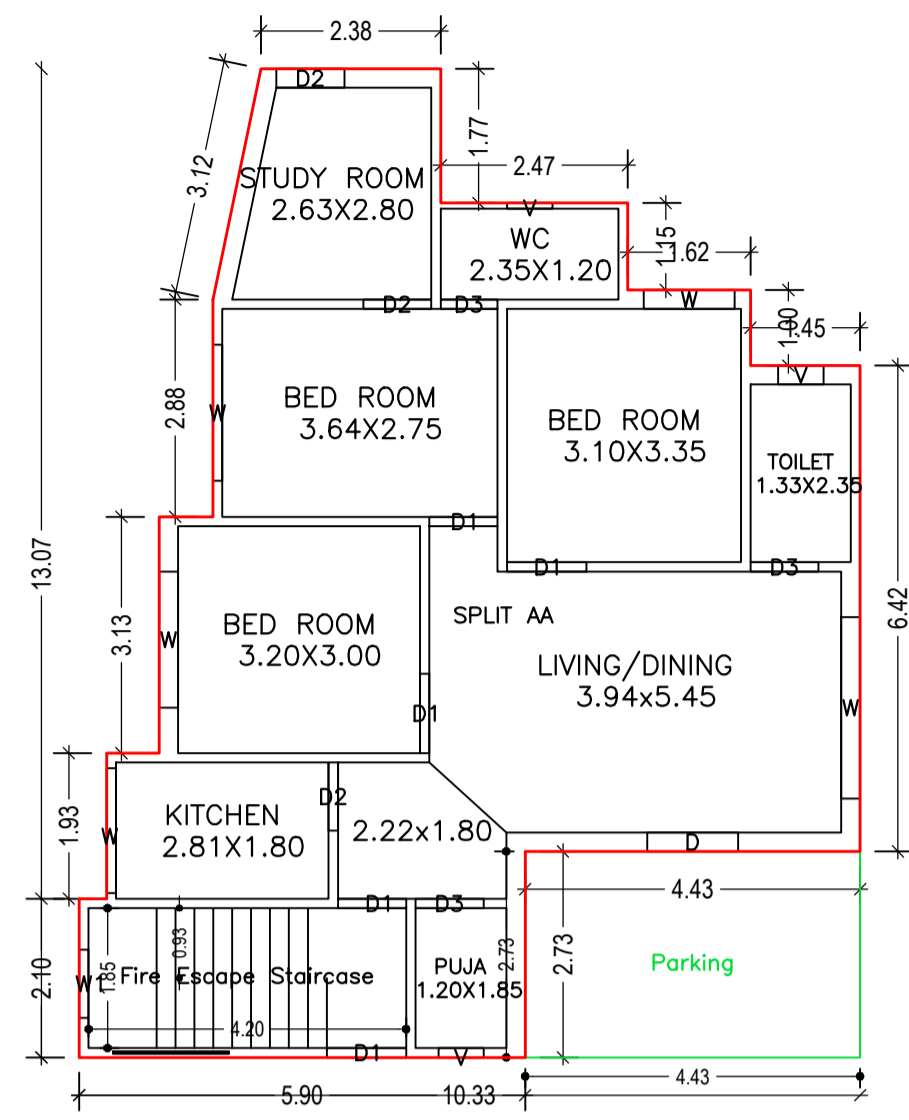 2.38
D2
1.77
3.12
STUDY ROOM
2.63X2.80
2.47
V
WC
2.35X1.20
1.15
1.62
W
D2
D3
1.00
1.45
V
2.88
W
BED ROOM
3.64X2.75
BED ROOM
3.10X3.35
TOILET
1.33X2.35
D1
13.07
D1
D3
6.42
3.13
W
BED ROOM
3.20X3.00
SPLIT AA
LIVING/DINING
3.94x5.45
W
D1
1.93
W
KITCHEN
2.81X1.80
D2
2.22x1.80
D
4.43
D1
D3
2.10
W
1.85
0.93
Fire Escape Staircase
4.20
PUJA
1.20X1.85
2.73
2.73
Parking
D1
V
4.43
5.90
10.33